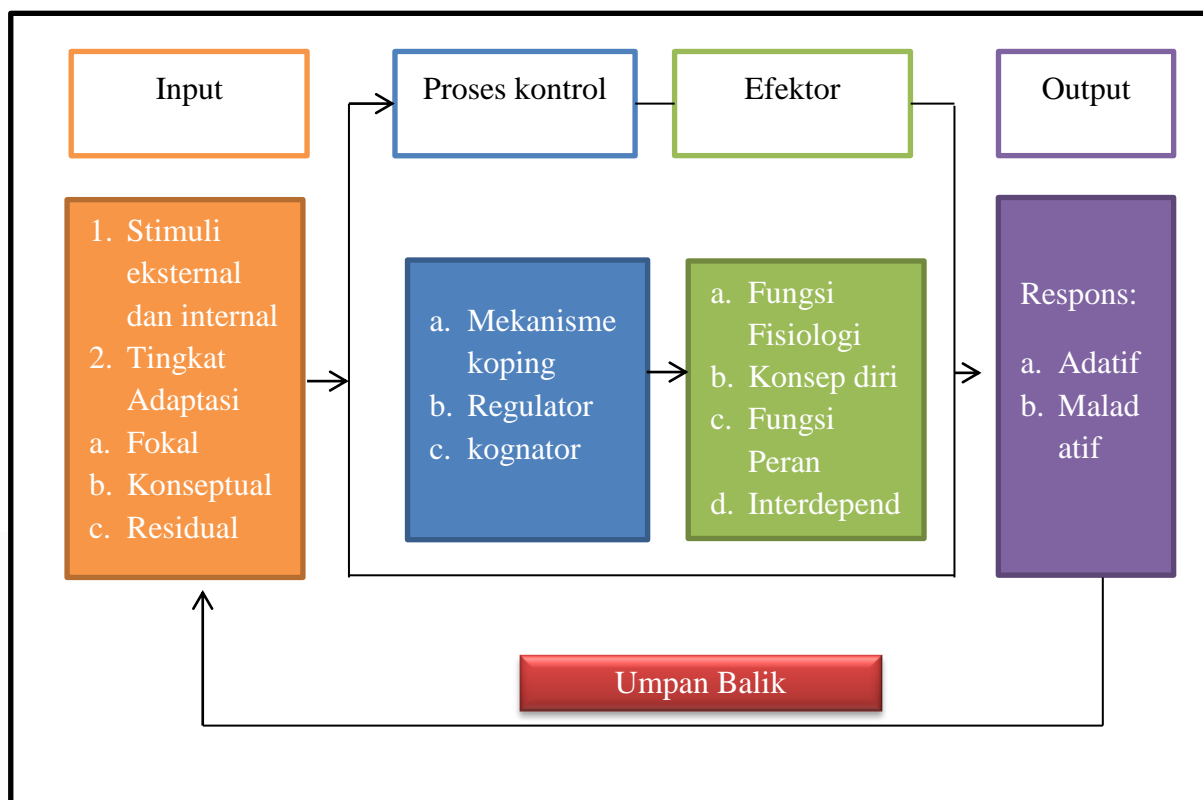 Input
Proses kontrol
Efektor
Output
1. Stimuli
eksternal
dan internal
2. Tingkat
Adaptasi
a. Fokal
b. Konseptual
c. Residual
a. Mekanisme
koping
b. Regulator
c. kognator
a. Fungsi
Fisiologi
b. Konsep diri
c. Fungsi
Peran
d. Interdepend
Respons:
a. Adatif
b. Malad
atif
Umpan Balik